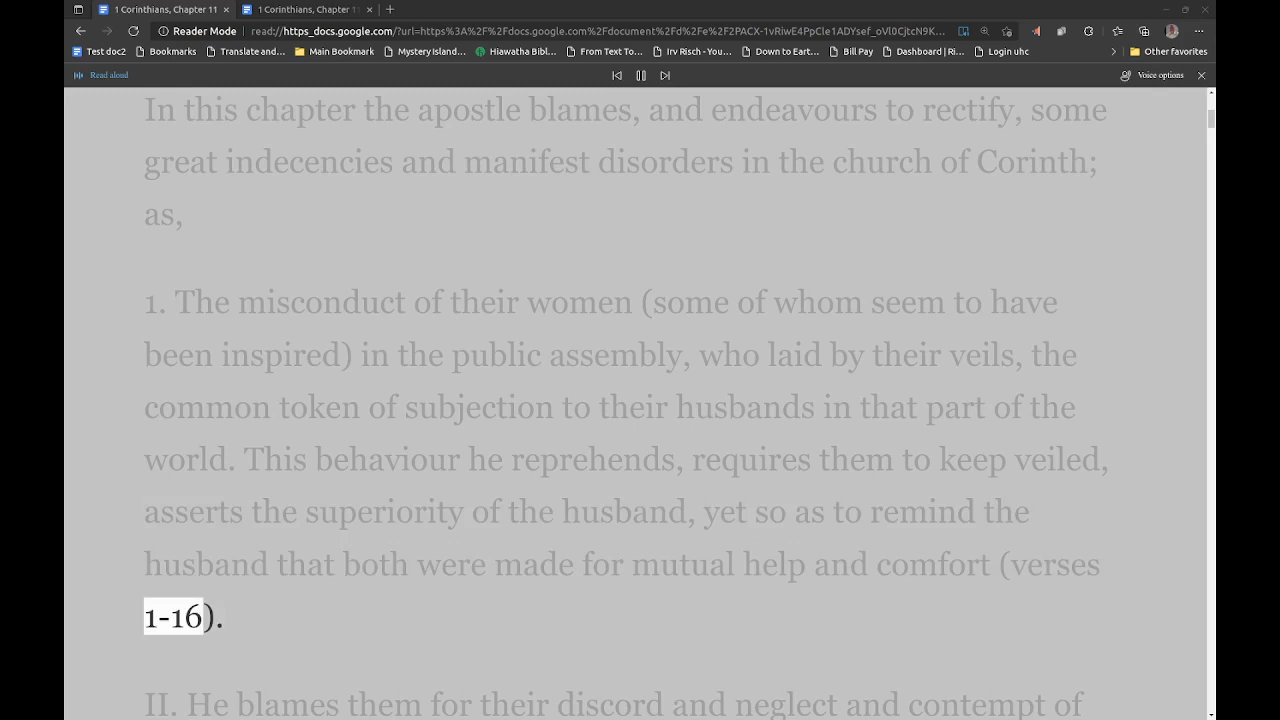 1 Corinthians, Chapter 11
1 Corinthians, Chapter 11
Reader Mode
read://https_docs.google.com/?url=https%3A%2F%2Fdocs.google.com%2Fdocument%2Fd%2Fe%2F2PACX-1vRiwE4PpCle1ADYsef_oVl0CjtcN9K...
Test doc2 Bookmarks Translate and... Main Bookmark Mystery Island... Hiawatha Bibl... From Text To... Irv Risch - You... Down to Eart... Bill Pay Dashboard | Ri... Login uhc Other favorites
Read aloud Voice options
In this chapter the apostle blames, and endeavours to rectify, some
great indecencies and manifest disorders in the church of Corinth;
as,
1. The misconduct of their women (some of whom seem to have
been inspired) in the public assembly, who laid by their veils, the
common token of subjection to their husbands in that part of the
world. This behaviour he reprehends, requires them to keep veiled,
asserts the superiority of the husband, yet so as to remind the
husband that both were made for mutual help and comfort (verses
1-16).
II. He blames them for their discord and neglect and contempt of